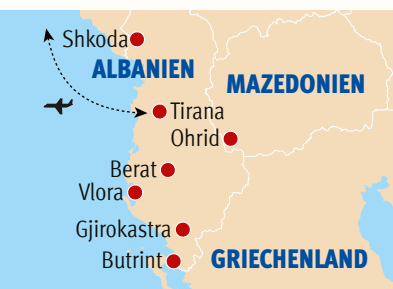 Shkoda
ALBANIEN
MAZEDONIEN
Tirana
Ohrid
Berat
Vlora
Gjirokastra
Butrint
GRIECHENLAND